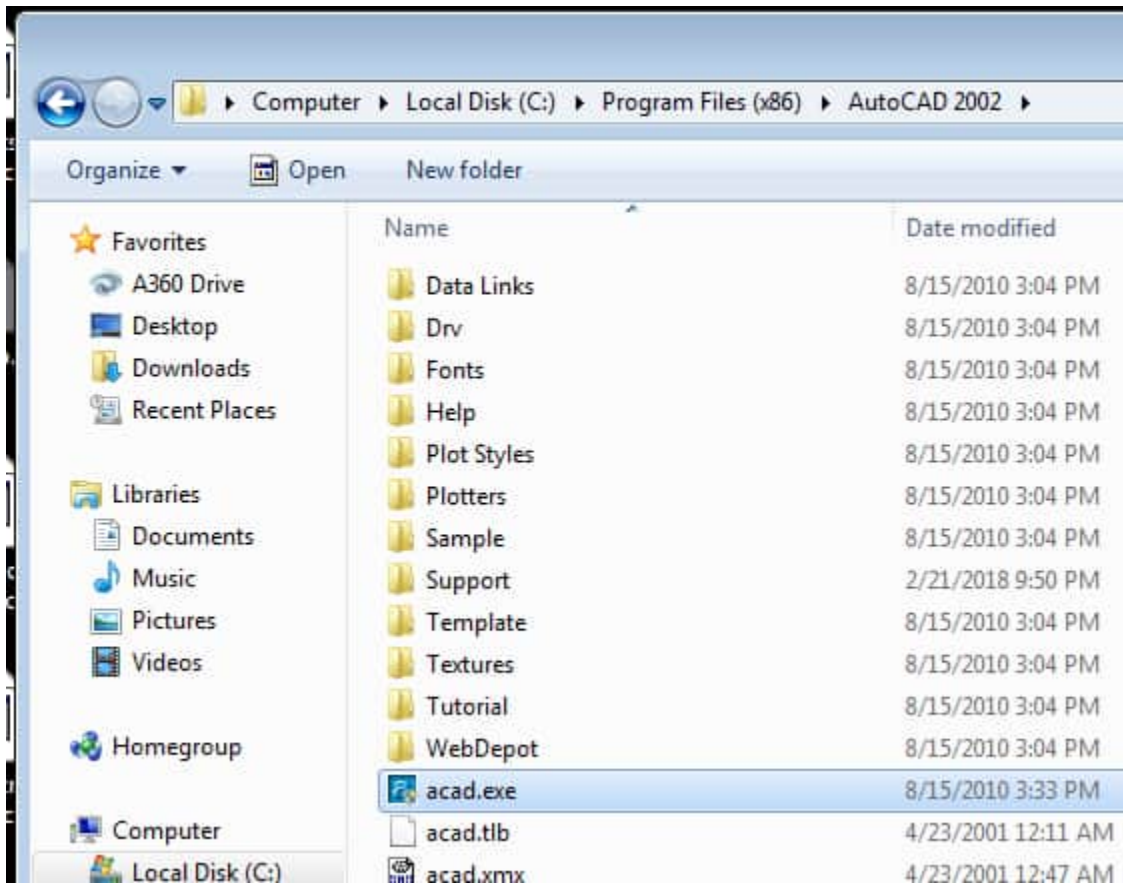 Computer Local Disk (C:) Program Files (x86) AutoCAD 2002
Organize Open New folder
Favorites
A360 Drive
Desktop
Downloads
Recent Places
Libraries
Documents
Music
Pictures
Videos
Homegroup
Computer
Local Disk (C:)
Name Date modified
Data Links 8/15/2010 3:04 PM
Drv 8/15/2010 3:04 PM
Fonts 8/15/2010 3:04 PM
Help 8/15/2010 3:04 PM
Plot Styles 8/15/2010 3:04 PM
Plotters 8/15/2010 3:04 PM
Sample 8/15/2010 3:04 PM
Support 2/21/2018 9:50 PM
Template 8/15/2010 3:04 PM
Textures 8/15/2010 3:04 PM
Tutorial 8/15/2010 3:04 PM
WebDepot 8/15/2010 3:04 PM
acad.exe 8/15/2010 3:33 PM
acad.tlb 4/23/2001 12:11 AM
acad.xmx 4/23/2001 12:47 AM